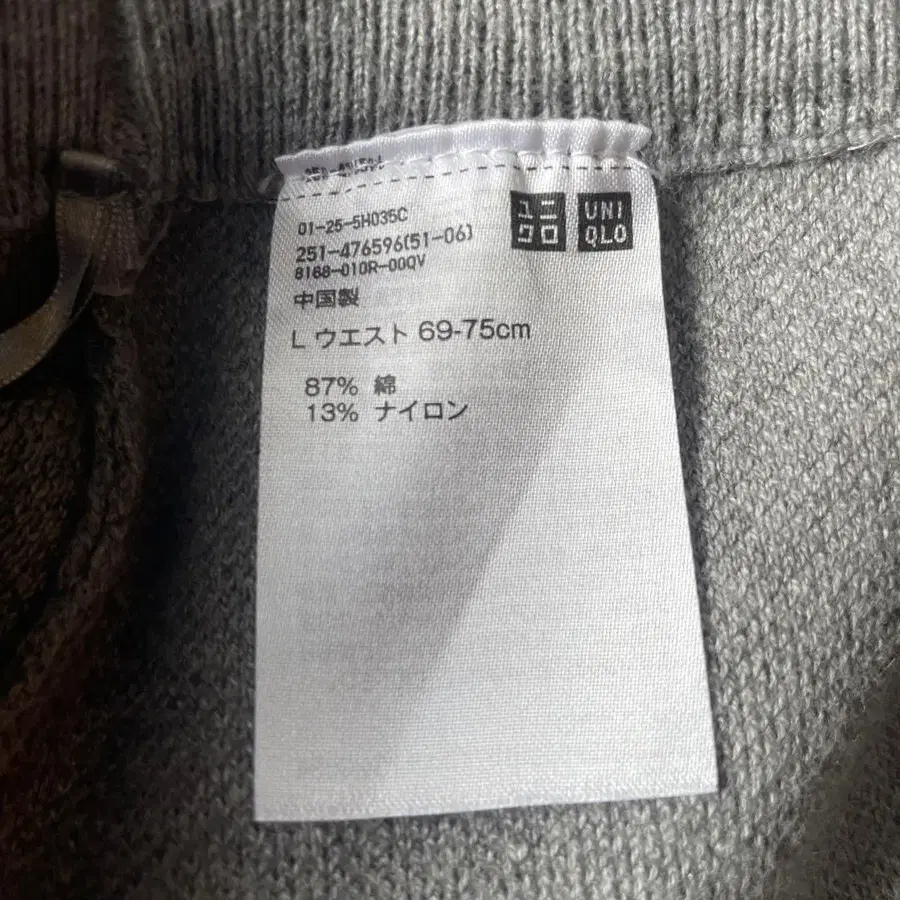 ユニ
クロ
UNI
QLO
01-25-5H035C
251-476596(51-06)
8168-010R-00QV
中国製
L ウエスト 69-75cm
87% 綿
13% ナイロン